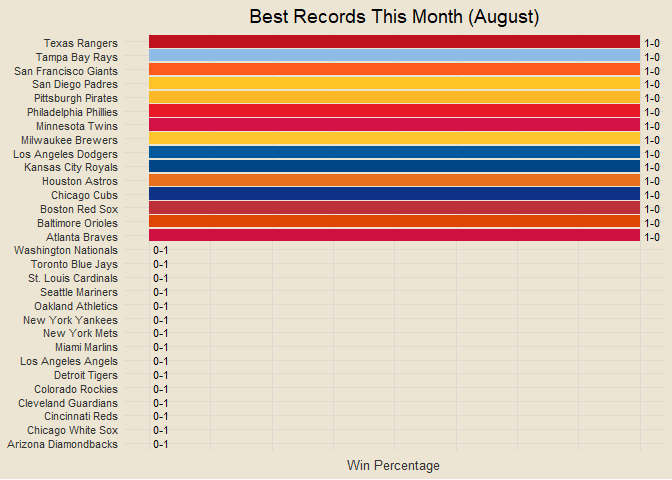 Best Records This Month (August)
Texas Rangers 1-0
Tampa Bay Rays 1-0
San Francisco Giants 1-0
San Diego Padres 1-0
Pittsburgh Pirates 1-0
Philadelphia Phillies 1-0
Minnesota Twins 1-0
Milwaukee Brewers 1-0
Los Angeles Dodgers 1-0
Kansas City Royals 1-0
Houston Astros 1-0
Chicago Cubs 1-0
Boston Red Sox 1-0
Baltimore Orioles 1-0
Atlanta Braves 1-0
Washington Nationals 0-1
Toronto Blue Jays 0-1
St. Louis Cardinals 0-1
Seattle Mariners 0-1
Oakland Athletics 0-1
New York Yankees 0-1
New York Mets 0-1
Miami Marlins 0-1
Los Angeles Angels 0-1
Detroit Tigers 0-1
Colorado Rockies 0-1
Cleveland Guardians 0-1
Cincinnati Reds 0-1
Chicago White Sox 0-1
Arizona Diamondbacks 0-1
Win Percentage